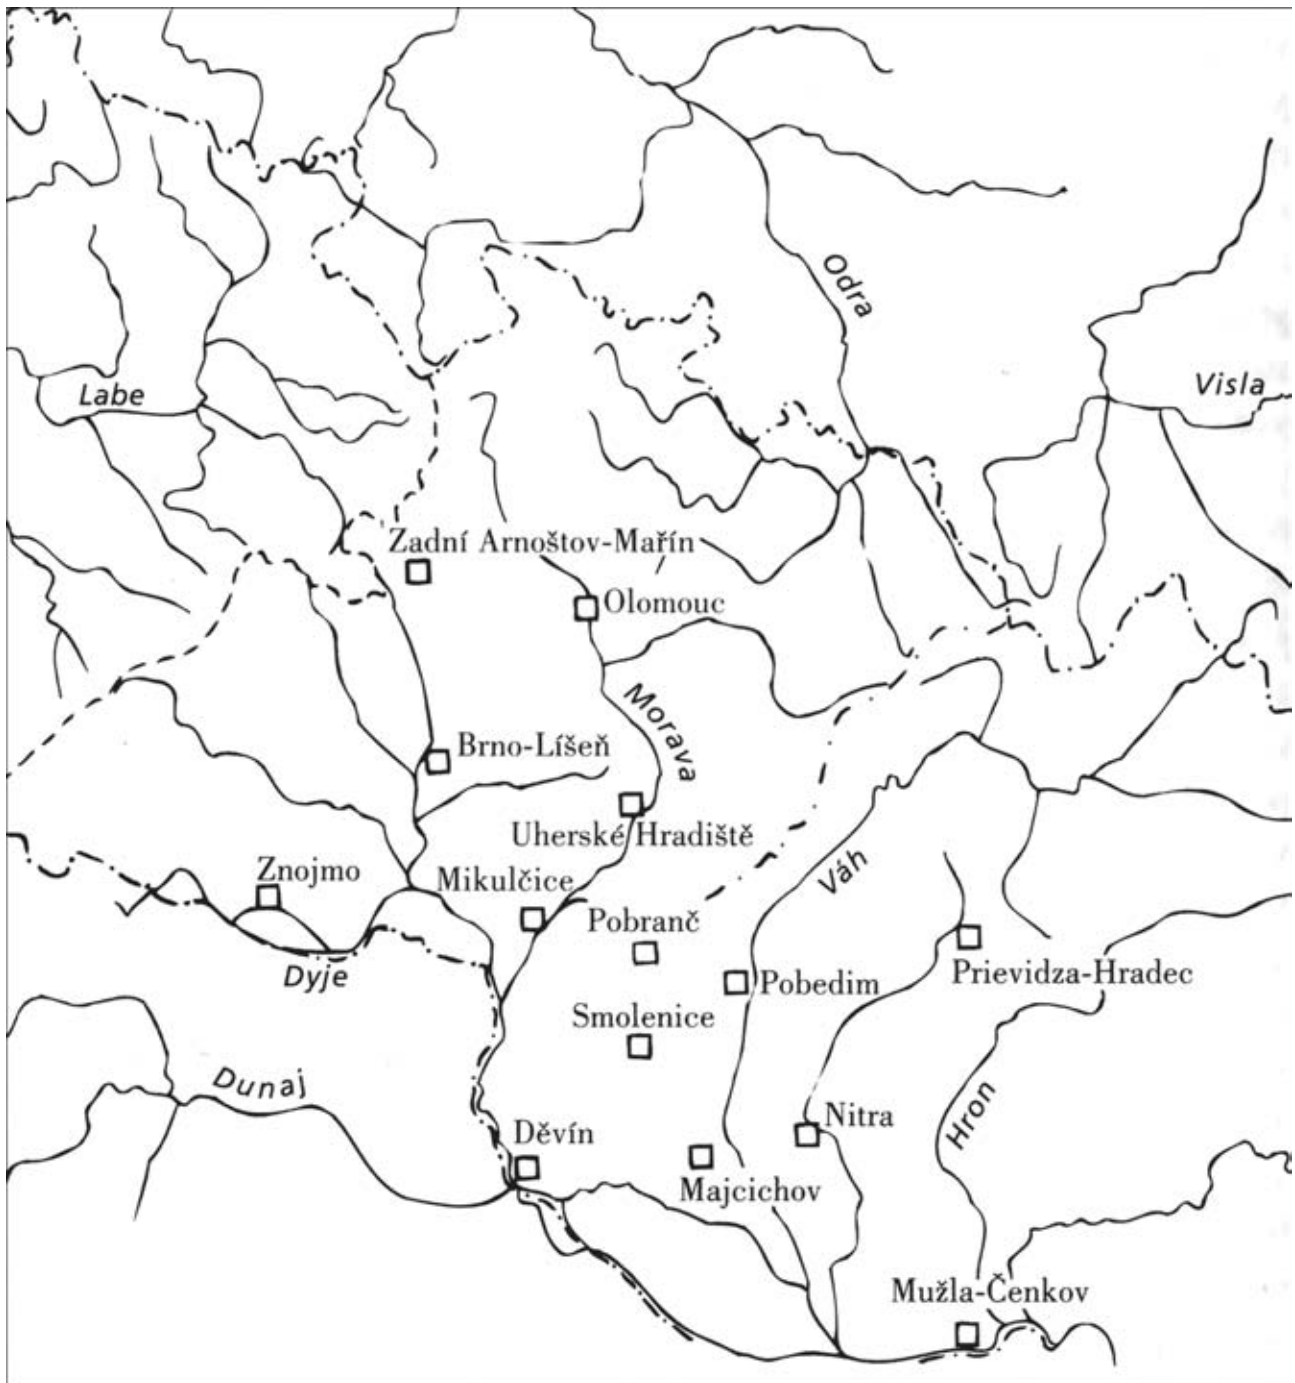 Odra
Labe
Visla
Zadní Arnoštov-Mařín
Olomouc
Morava
Brno-Líšeň
Uherské Hradiště
Váh
Znojmo
Mikulčice
Pobranč
Dyje
Pobedim
Prievidza-Hradec
Smolenice
Dunaj
Hron
Děvín
Nitra
Majcichov
Mužla-Čenkov